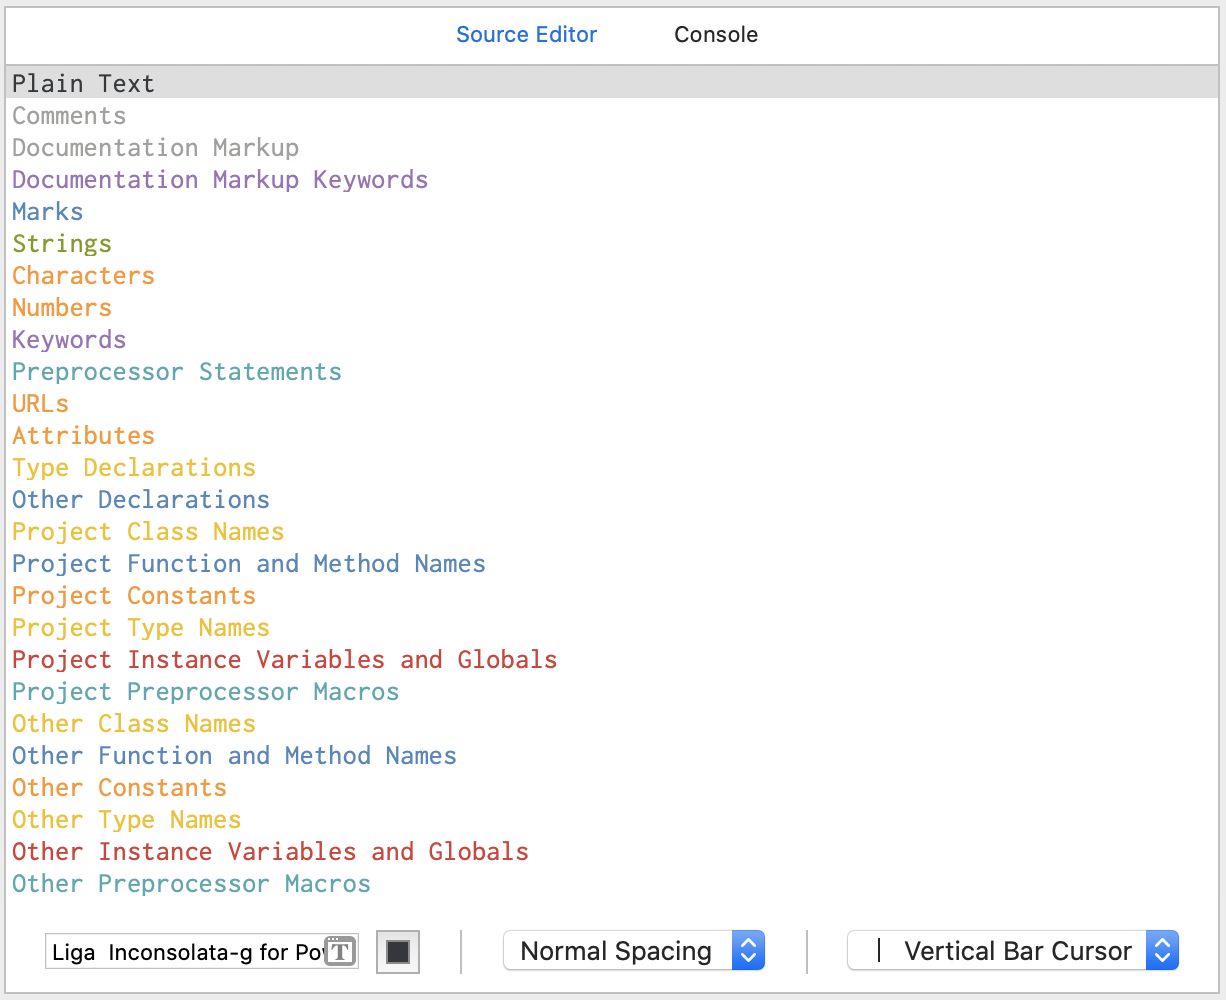 Source Editor Console
Plain Text
Comments
Documentation Markup
Documentation Markup Keywords
Marks
Strings
Characters
Numbers
Keywords
Preprocessor Statements
URLs
Attributes
Type Declarations
Other Declarations
Project Class Names
Project Function and Method Names
Project Constants
Project Type Names
Project Instance Variables and Globals
Project Preprocessor Macros
Other Class Names
Other Function and Method Names
Other Constants
Other Type Names
Other Instance Variables and Globals
Other Preprocessor Macros
Liga Inconsolata-g for Normal Spacing Vertical Bar Cursor